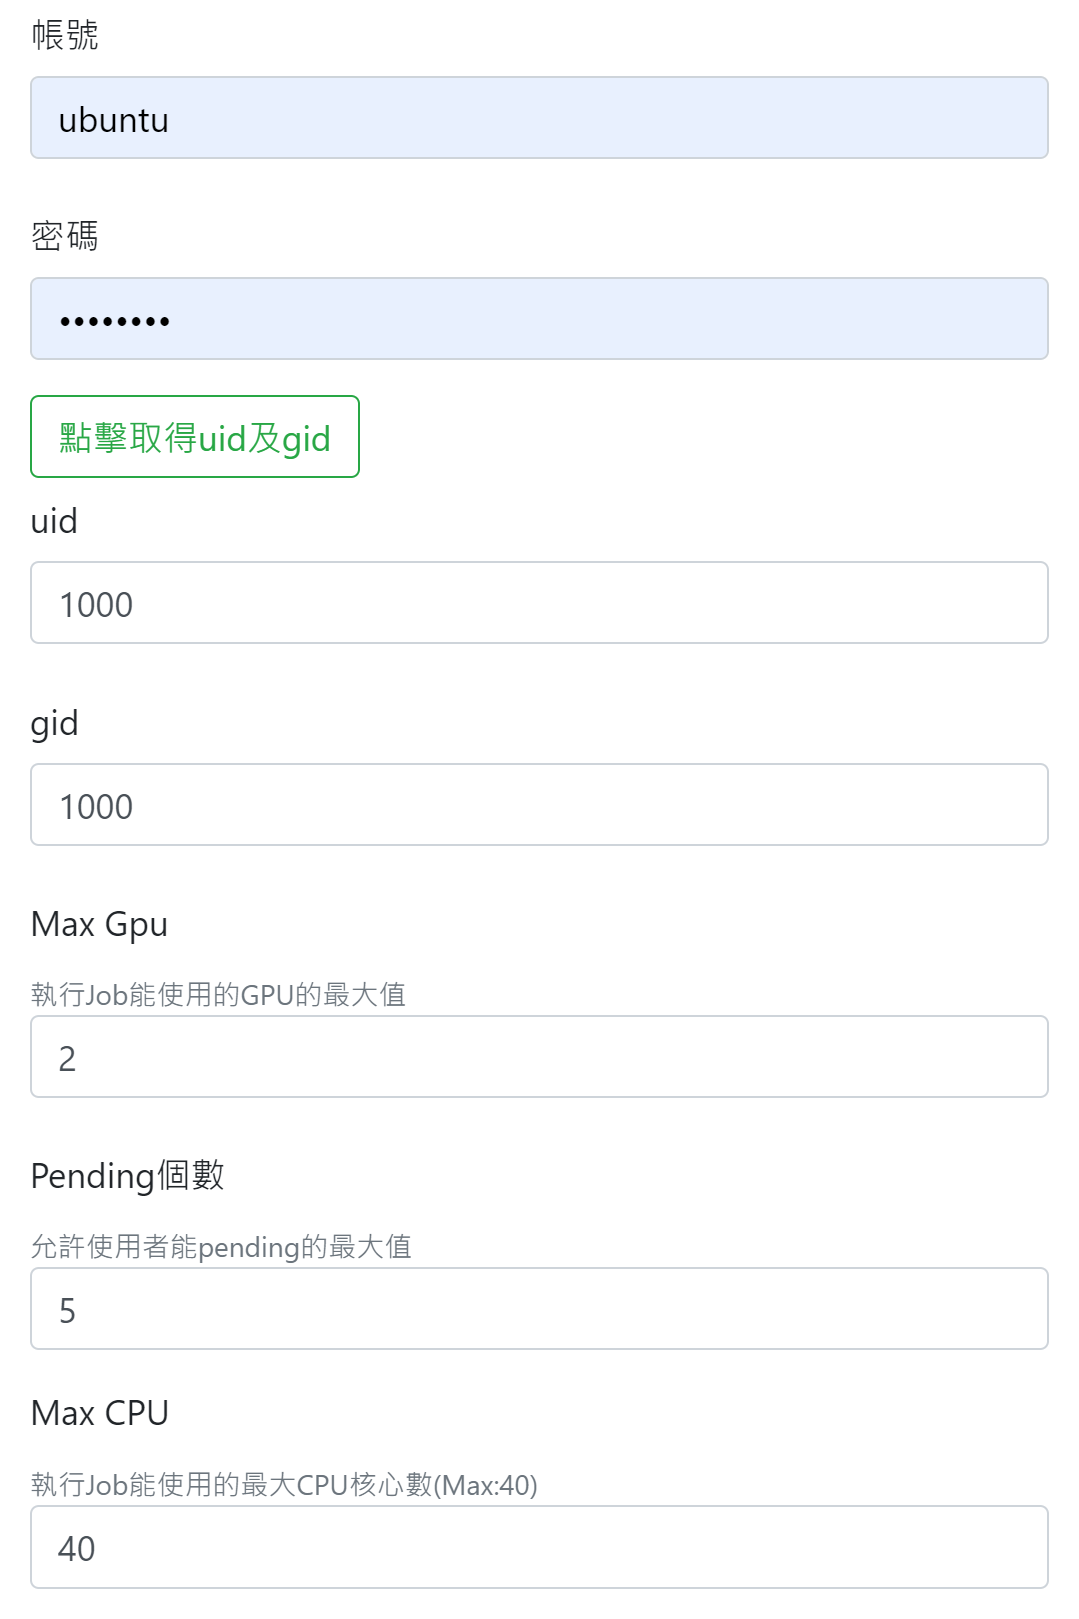 帳號
ubuntu
密碼
••••••••
點擊取得uid及gid
uid
1000
gid
1000
Max Gpu
執行Job能使用的GPU的最大值
2
Pending個數
允許使用者能pending的最大值
5
Max CPU
執行Job能使用的最大CPU核心數(Max:40)
40